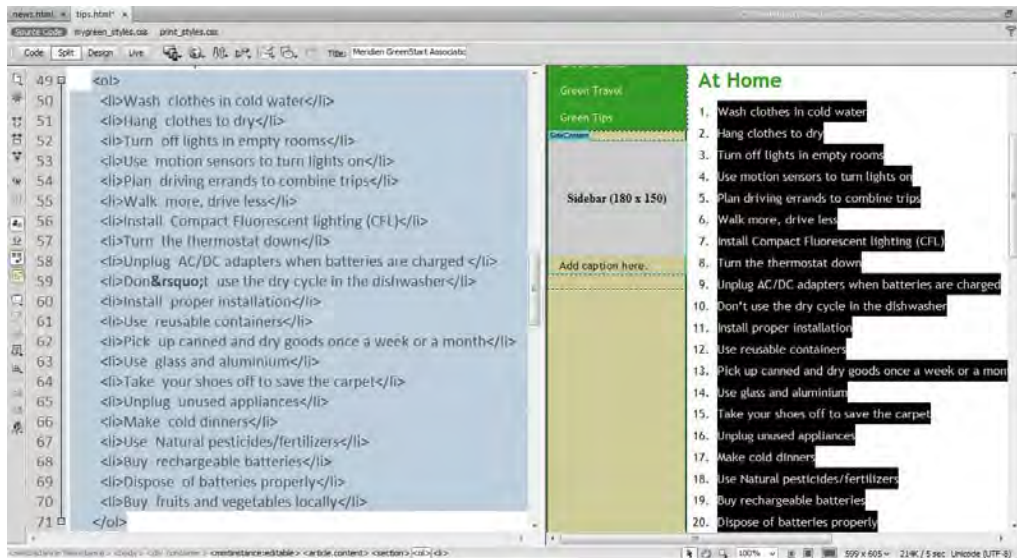 news.html × tips.html* ×
Source Code mygreen_styles.css print_styles.css
Code Split Design Live Title: Meridien GreenStart Associatic
49 <ol>
50 <li>Wash clothes in cold water</li>
51 <li>Hang clothes to dry</li>
52 <li>Turn off lights in empty rooms</li>
53 <li>Use motion sensors to turn lights on</li>
54 <li>Plan driving errands to combine trips</li>
55 <li>Walk more, drive less</li>
56 <li>Install Compact Fluorescent lighting (CFL)</li>
57 <li>Turn the thermostat down</li>
58 <li>Unplug AC/DC adapters when batteries are charged </li>
59 <li>Don&rsquo;t use the dry cycle in the dishwasher</li>
60 <li>Install proper installation</li>
61 <li>Use reusable containers</li>
62 <li>Pick up canned and dry goods once a week or a month</li>
63 <li>Use glass and aluminium</li>
64 <li>Take your shoes off to save the carpet</li>
65 <li>Unplug unused appliances</li>
66 <li>Make cold dinners</li>
67 <li>Use Natural pesticides/fertilizers</li>
68 <li>Buy rechargeable batteries</li>
69 <li>Dispose of batteries properly</li>
70 <li>Buy fruits and vegetables locally</li>
71 </ol>
Green Travel
Green Tips
Sidebar (180 x 150)
Add caption here.
At Home
1. Wash clothes in cold water
2. Hang clothes to dry
3. Turn off lights in empty rooms
4. Use motion sensors to turn lights on
5. Plan driving errands to combine trips
6. Walk more, drive less
7. Install Compact Fluorescent lighting (CFL)
8. Turn the thermostat down
9. Unplug AC/DC adapters when batteries are charged
10. Don't use the dry cycle in the dishwasher
11. Install proper installation
12. Use reusable containers
13. Pick up canned and dry goods once a week or a mon
14. Use glass and aluminium
15. Take your shoes off to save the carpet
16. Unplug unused appliances
17. Make cold dinners
18. Use Natural pesticides/fertilizers
19. Buy rechargeable batteries
20. Dispose of batteries properly
<mmtinstance:editable> <article.content> <section> <ol> <li>
100% 599 x 605 214K / 5 sec Unicode (UTF-8)